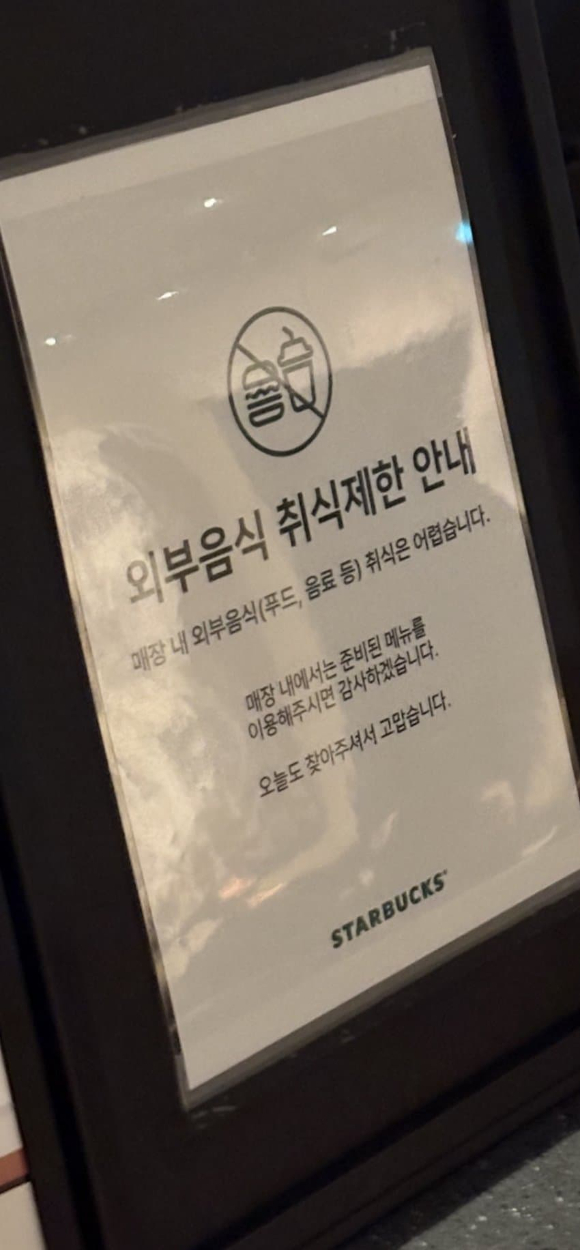 외부음식 취식제한 안내
매장 내 외부음식(푸드, 음료 등) 취식은 어렵습니다.
매장 내에서는 준비된 메뉴를
이용해주시면 감사하겠습니다.
오늘도 찾아주셔서 고맙습니다.
STARBUCKS